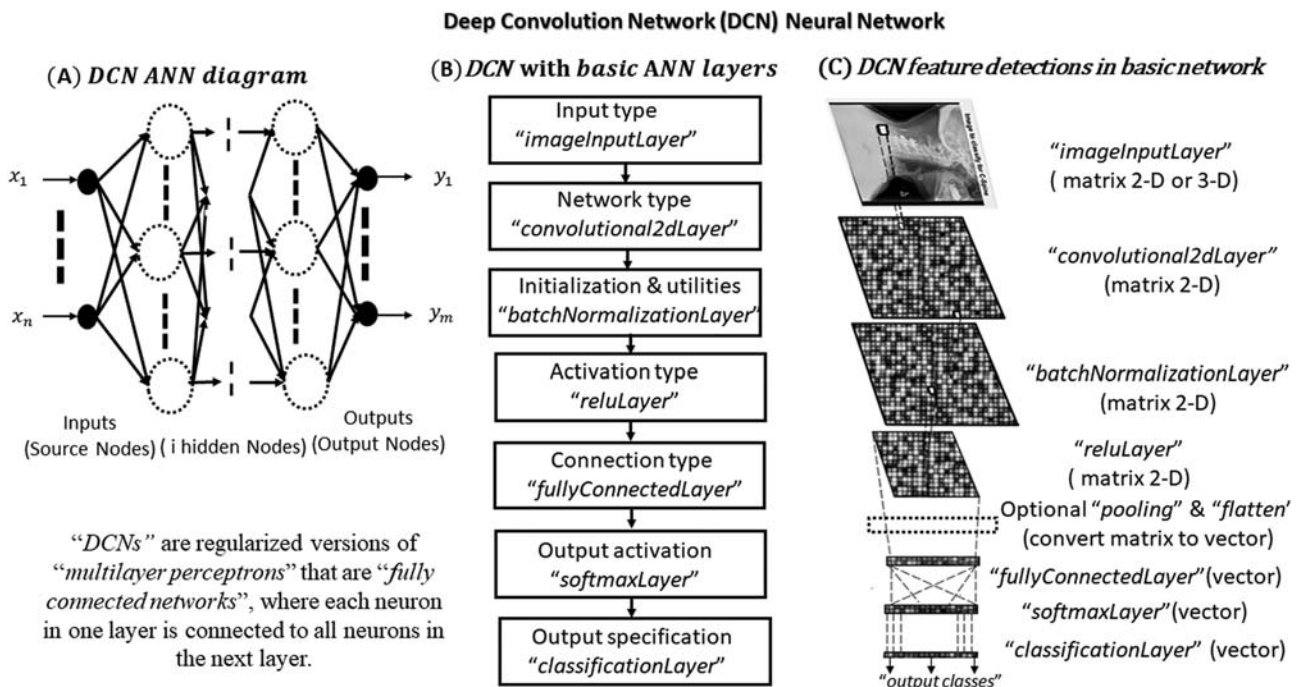 Deep Convolution Network (DCN) Neural Network
(A) DCN ANN diagram
x1
xn
y1
ym
Inputs
(Source Nodes)
( i hidden Nodes)
Outputs
(Output Nodes)
“DCNs” are regularized versions of
“multilayer perceptrons” that are “fully
connected networks”, where each neuron
in one layer is connected to all neurons in
the next layer.
(B) DCN with basic ANN layers
Input type
“imageInputLayer”
Network type
“convolutional2dLayer”
Initialization & utilities
“batchNormalizationLayer”
Activation type
“reluLayer”
Connection type
“fullyConnectedLayer”
Output activation
“softmaxLayer”
Output specification
“classificationLayer”
(C) DCN feature detections in basic network
“imageInputLayer”
( matrix 2-D or 3-D)
“convolutional2dLayer”
(matrix 2-D)
“batchNormalizationLayer”
(matrix 2-D)
“reluLayer”
( matrix 2-D)
Optional “pooling” & “flatten’
(convert matrix to vector)
“fullyConnectedLayer”(vector)
“softmaxLayer”(vector)
“classificationLayer” (vector)
“output classes”